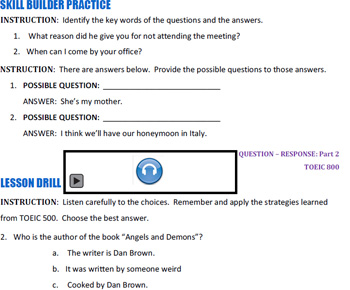 SKILL BUILDER PRACTICE
INSTRUCTION: Identify the key words of the questions and the answers.
1. What reason did he give for not attending the meeting?
2. When can I come by your office?
NSTRUCTION: There are answers below. Provide the possible questions to those answers.
1. POSSIBLE QUESTION: ______________________________
ANSWER: She's my mother.
2. POSSIBLE QUESTION: ______________________________
ANSWER: I think we'll have our honeymoon in Italy.
QUESTION – RESPONSE: Part 2
TOEIC 800
LESSON DRILL
INSTRUCTION: Listen carefully to the choices. Remember and apply the strategies learned
from TOEIC 500. Choose the best answer.
2. Who is the author of the book "Angels and Demons"?
a. The writer is Dan Brown.
b. It was written by someone weird
c. Cooked by Dan Brown.